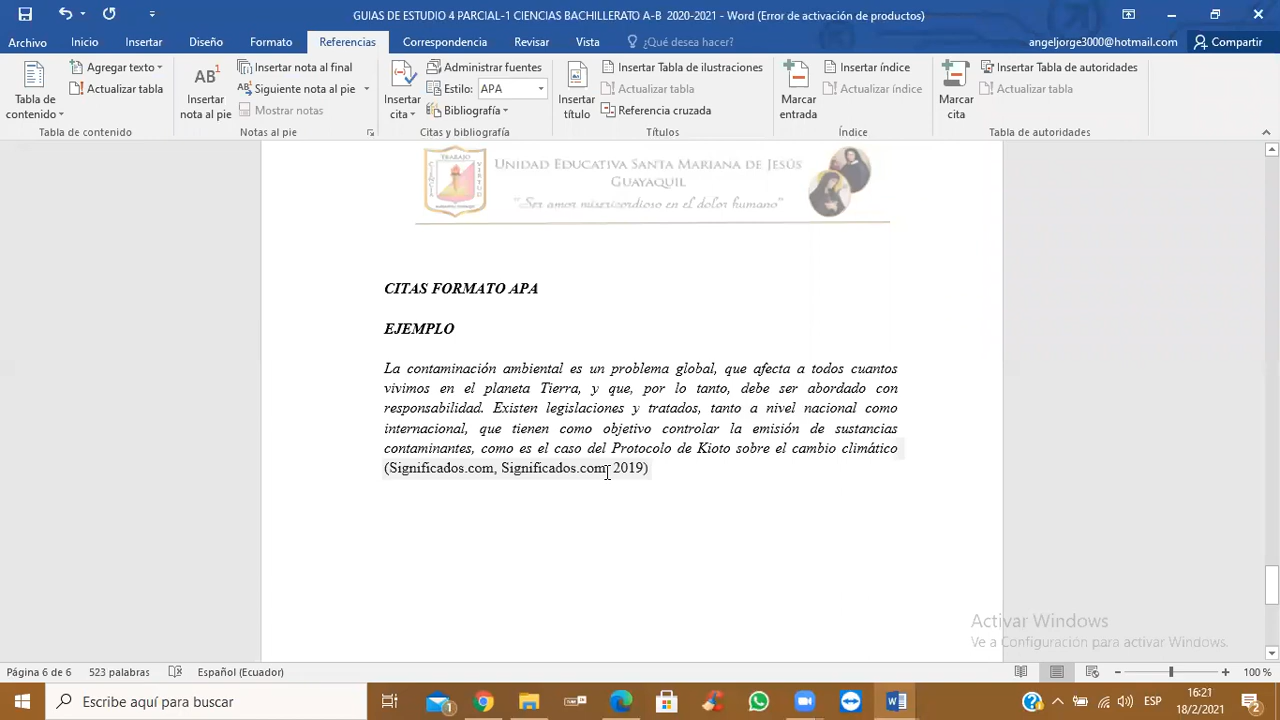 GUIAS DE ESTUDIO 4 PARCIAL-1 CIENCIAS BACHILLERATO A-B 2020-2021 - Word (Error de activación de productos)
Archivo Inicio Insertar Diseño Formato Referencias Correspondencia Revisar Vista ¿Qué desea hacer? angeljorge3000@hotmail.com Compartir
Tabla de contenido
Agregar texto
Actualizar tabla
Tabla de contenido
AB1
Insertar nota al pie
Insertar nota al final
AB1 Siguiente nota al pie
Mostrar notas
Notas al pie
Insertar cita
Administrar fuentes
Estilo: APA
Bibliografía
Citas y bibliografía
Insertar título
Insertar Tabla de ilustraciones
Actualizar tabla
Referencia cruzada
Títulos
Marcar entrada
Insertar índice
Actualizar índice
Índice
Marcar cita
Insertar Tabla de autoridades
Actualizar tabla
Tabla de autoridades
TRABAJO
CIENCIA
VIRTUD
UNIDAD EDUCATIVA SANTA MARIANA DE JESÚS
GUAYAQUIL
"Ser amor misericordioso en el dolor humano"
CITAS FORMATO APA
EJEMPLO
La contaminación ambiental es un problema global, que afecta a todos cuantos
vivimos en el planeta Tierra, y que, por lo tanto, debe ser abordado con
responsabilidad. Existen legislaciones y tratados, tanto a nivel nacional como
internacional, que tienen como objetivo controlar la emisión de sustancias
contaminantes, como es el caso del Protocolo de Kioto sobre el cambio climático
(Significados.com, Significados.com, 2019)
Activar Windows
Ve a Configuración para activar Windows.
Página 6 de 6 523 palabras Español (Ecuador) 100 %
Escribe aquí para buscar
1
ESP
16:21
18/2/2021
2